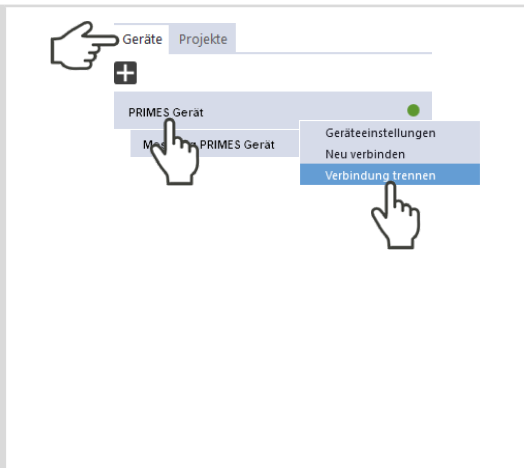 Geräte Projekte
PRIMES Gerät
PRIMES Gerät
Geräteeinstellungen
Neu verbinden
Verbindung trennen